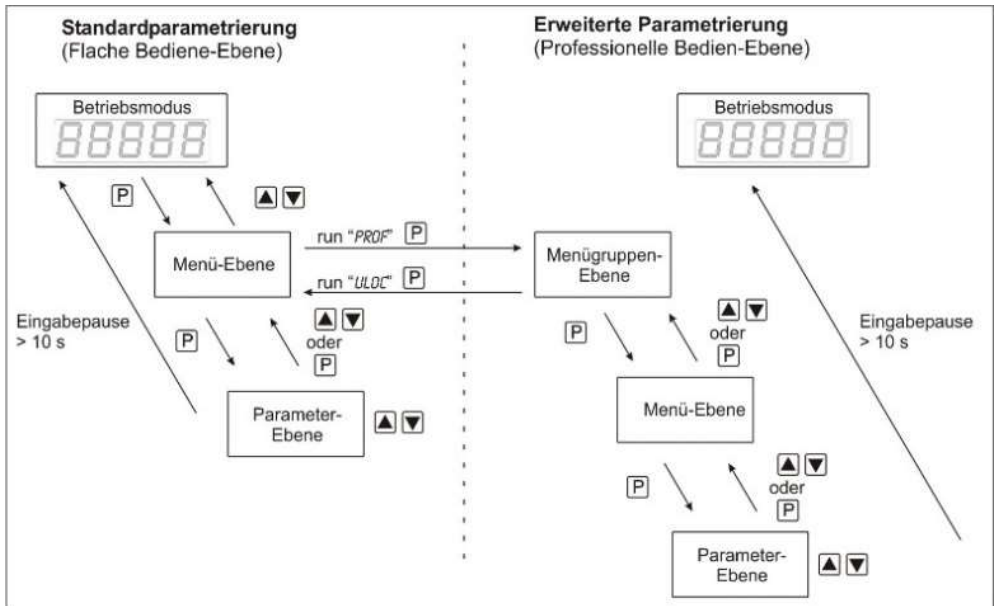 Standardparametrierung
(Flache Bediene-Ebene)
Betriebsmodus
88888
P
▲ ▼
Menü-Ebene
run "PROF" P
run "ULOC" P
Eingabepause
> 10 s
P
▲ ▼
oder
P
Parameter-
Ebene
▲ ▼
Erweiterte Parametrierung
(Professionelle Bedien-Ebene)
Betriebsmodus
88888
Menügruppen-
Ebene
P
▲ ▼
oder
P
Eingabepause
> 10 s
Menü-Ebene
P
▲ ▼
oder
P
Parameter-
Ebene
▲ ▼